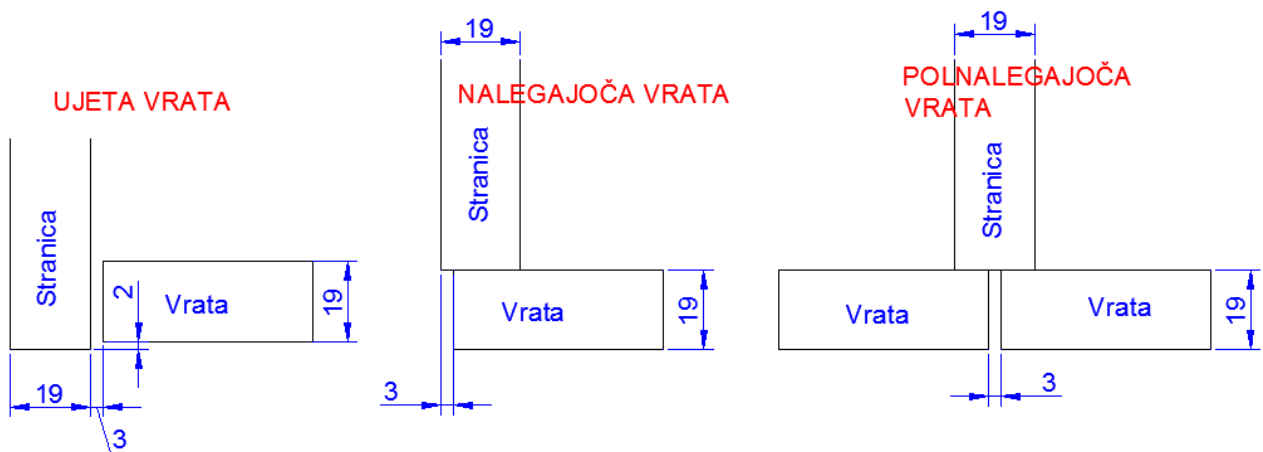 UJETA VRATA
Stranica
Vrata
2
19
19
3
19
NALEGAJOČA VRATA
Stranica
Vrata
19
3
19
POLNALEGAJOČA
VRATA
Stranica
Vrata
Vrata
19
3